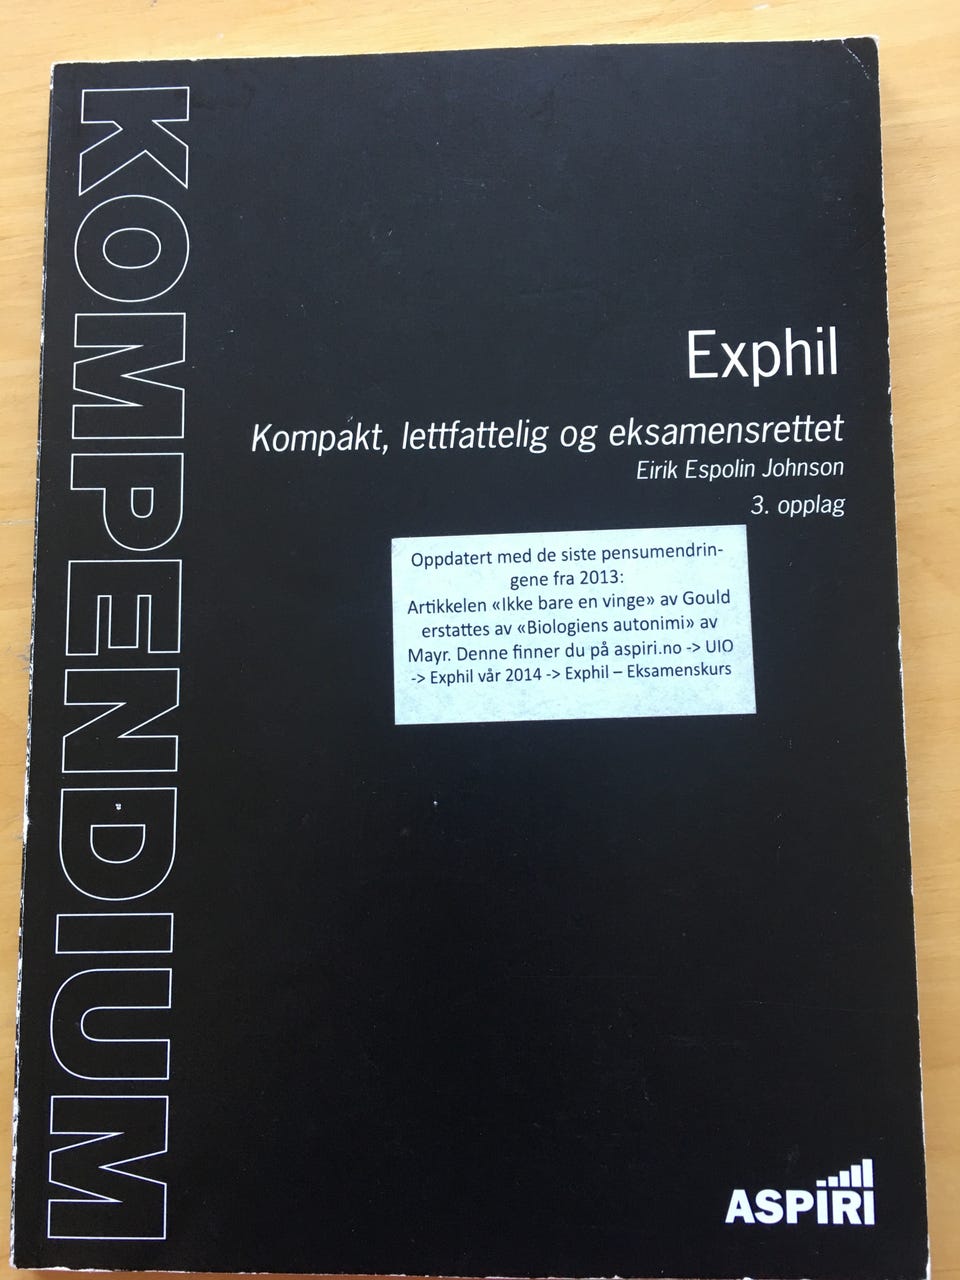 KOMPENDIUM
Exphil
Kompakt, lettfattelig og eksamensrettet
Eirik Espolin Johnson
3. opplag
Oppdatert med de siste pensumendrin-
gene fra 2013:
Artikkelen «Ikke bare en vinge» av Gould
erstattes av «Biologiens autonimi» av
Mayr. Denne finner du på aspiri.no -> UIO
-> Exphil vår 2014 -> Exphil – Eksamenskurs
ASPIRI